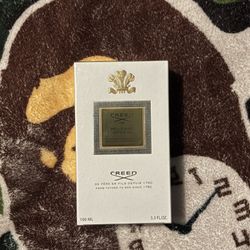 CREED
CREED
DE PÈRE EN FILS DEPUIS 1760
FROM FATHER TO SON SINCE 1760
100 ML
3.3 FL.OZ